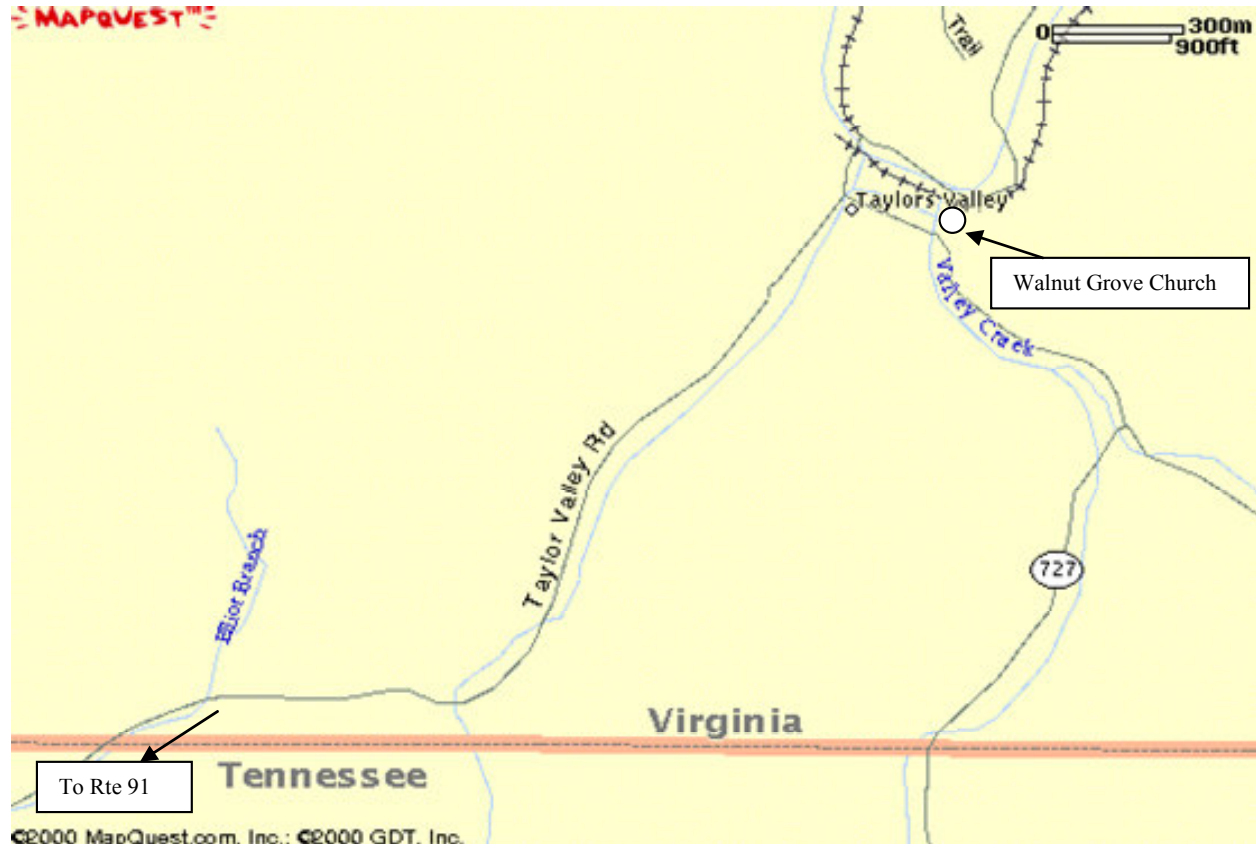 MAPQUEST™
Trail
0 300m
900ft
Taylors Valley
Walnut Grove Church
Valley Creek
Taylor Valley Rd
Elliot Branch
727
Virginia
To Rte 91
Tennessee
©2000 MapQuest.com, Inc.; ©2000 GDT, Inc.